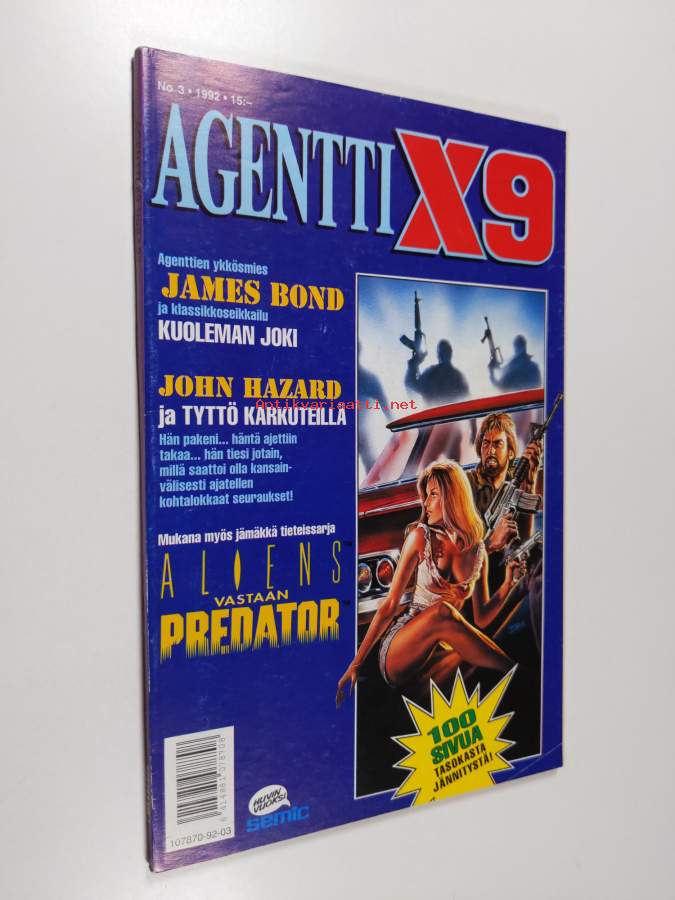 No 3 • 1992 • 15:-
AGENTTI X9
Agenttien ykkösmies
JAMES BOND
ja klassikkoseikkailu
KUOLEMAN JOKI
JOHN HAZARD
Antikvariaatti.net
ja TYTTÖ KARKUTEILLÄ
Hän pakeni... häntä ajettiin
takaa... hän tiesi jotain,
millä saattoi olla kansain-
välisesti ajatellen
kohtalokkaat seuraukset!
Mukana myös jämäkkä tieteissarja
ALIENS
VASTAAN
PREDATOR
100
SIVUA
TASOKASTA
JÄNNITYSTÄ!
HUVIN
VUOKSI
semic
107870-92-03